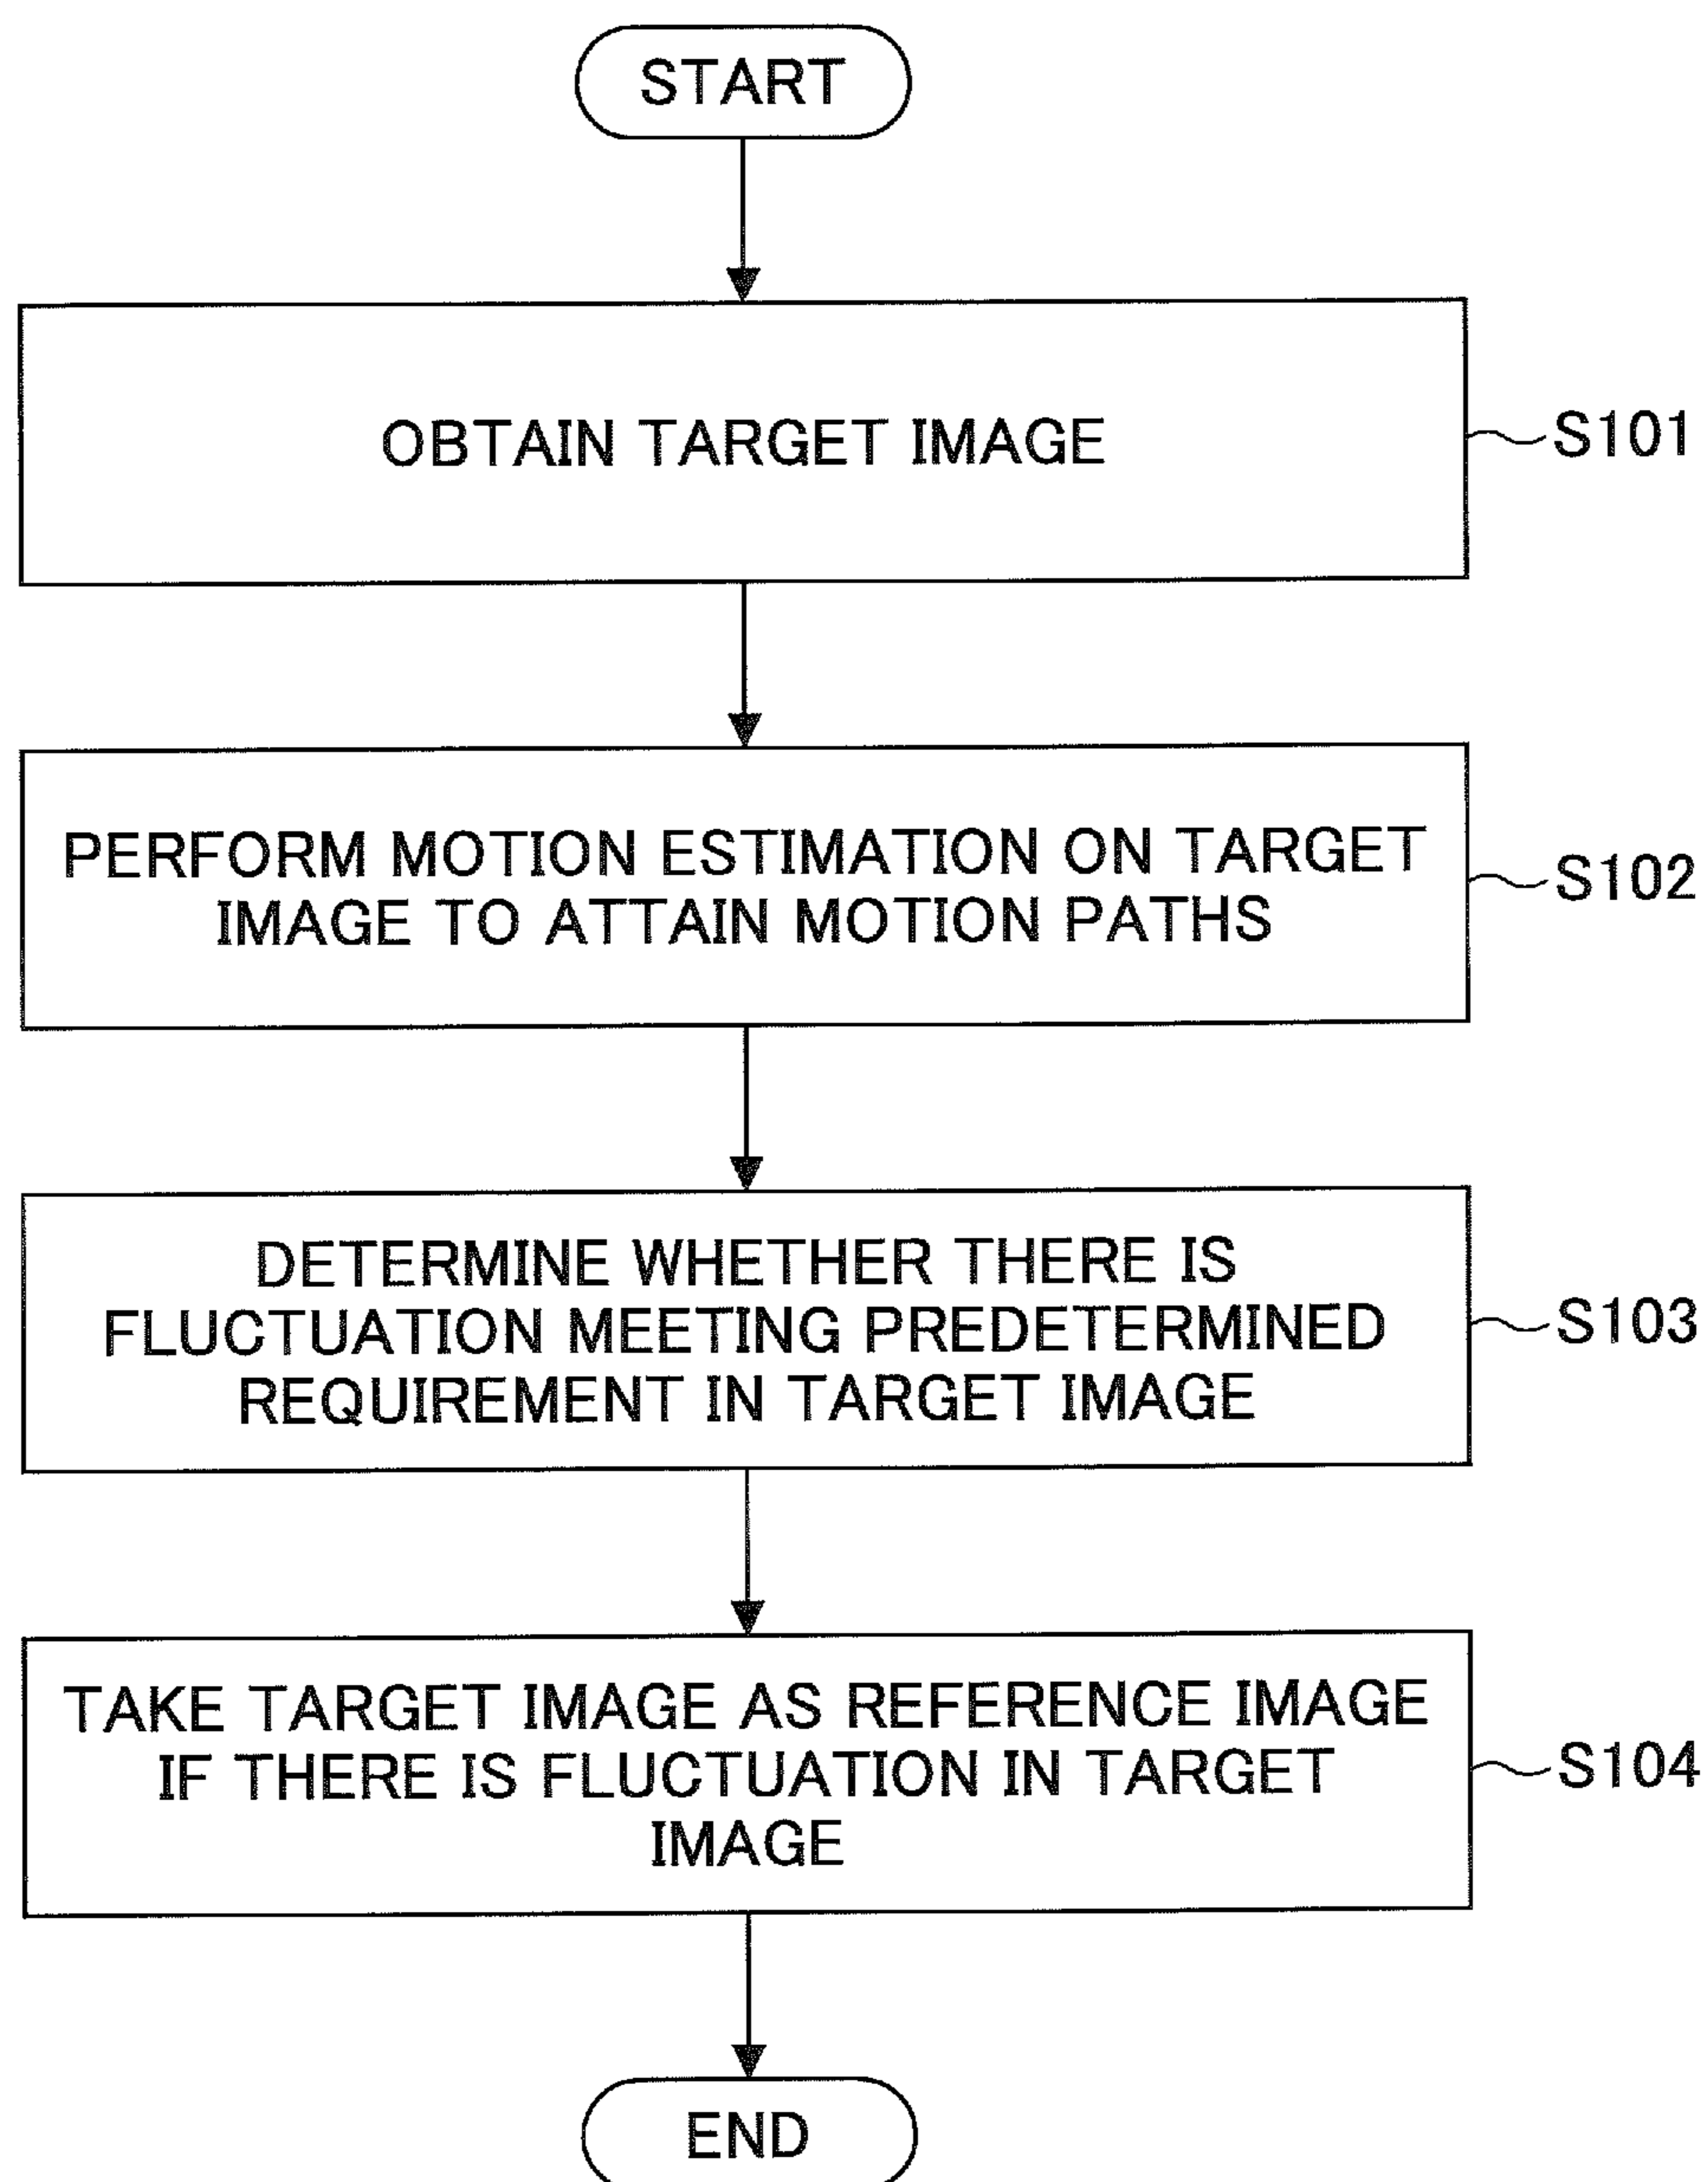 START
OBTAIN TARGET IMAGE
S101
PERFORM MOTION ESTIMATION ON TARGET
IMAGE TO ATTAIN MOTION PATHS
S102
DETERMINE WHETHER THERE IS
FLUCTUATION MEETING PREDETERMINED
REQUIREMENT IN TARGET IMAGE
S103
TAKE TARGET IMAGE AS REFERENCE IMAGE
IF THERE IS FLUCTUATION IN TARGET
IMAGE
S104
END